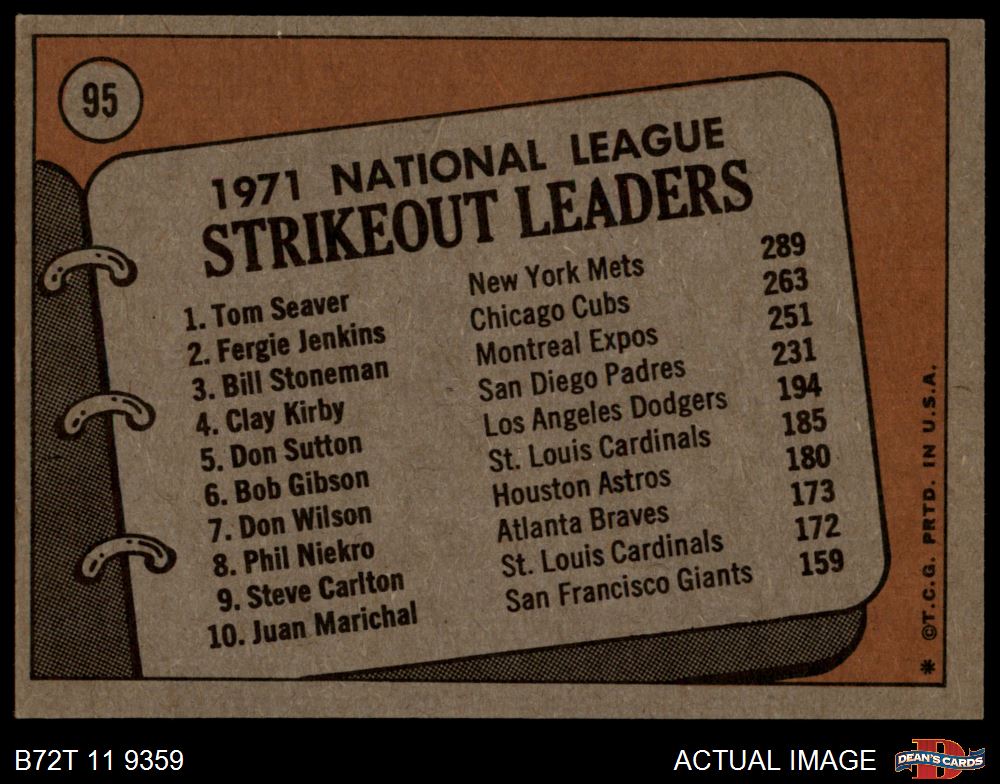 95
1971 NATIONAL LEAGUE
STRIKEOUT LEADERS
1. Tom Seaver New York Mets 289
2. Fergie Jenkins Chicago Cubs 263
3. Bill Stoneman Montreal Expos 251
4. Clay Kirby San Diego Padres 231
5. Don Sutton Los Angeles Dodgers 194
6. Bob Gibson St. Louis Cardinals 185
7. Don Wilson Houston Astros 180
8. Phil Niekro Atlanta Braves 173
9. Steve Carlton St. Louis Cardinals 172
10. Juan Marichal San Francisco Giants 159
* ©T.C.G. PRTD. IN U.S.A.
B72T 11 9359
ACTUAL IMAGE
D
DEAN'S CARDS